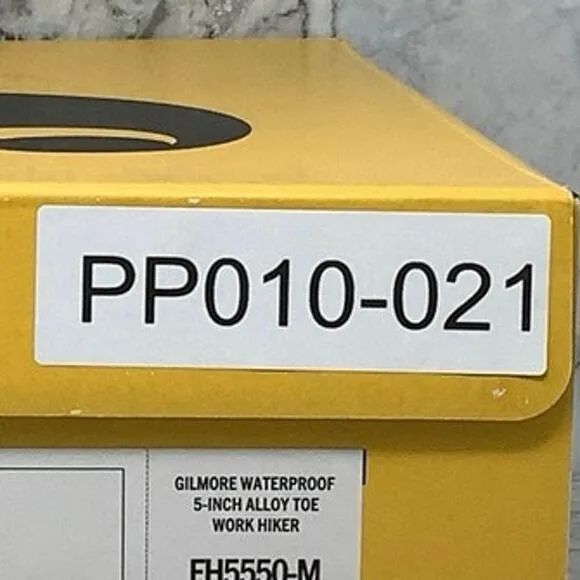 PP010-021
GILMORE WATERPROOF
5-INCH ALLOY TOE
WORK HIKER
FH5550-M